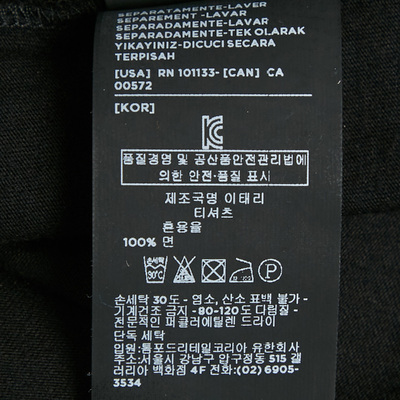 SEPARATAMENTE-LAVER
SEPAREMENT -LAVAR
SEPARADAMENTE-LAVAR
SEPARADAMENTE-TEK OLARAK
YIKAYINIZ-DICUCI SECARA
TERPISAH
[USA] RN 101133- [CAN] CA
00572
[KOR]
품질경영 및 공산품안전관리법에
의한 안전·품질 표시
제조국명 이태리
티셔츠
혼용율
100% 면
손세탁
30°C
P
손세탁 30도 - 염소, 산소 표백 불가 -
기계건조 금지 - 80-120도 다림질 -
전문적인 퍼클러에틸렌 드라이
단독 세탁
수입원:톰포드리테일코리아 유한회사
주소:서울시 강남구 압구정동 515 갤
러리아 백화점 4F 전화:(02) 6905-
3534